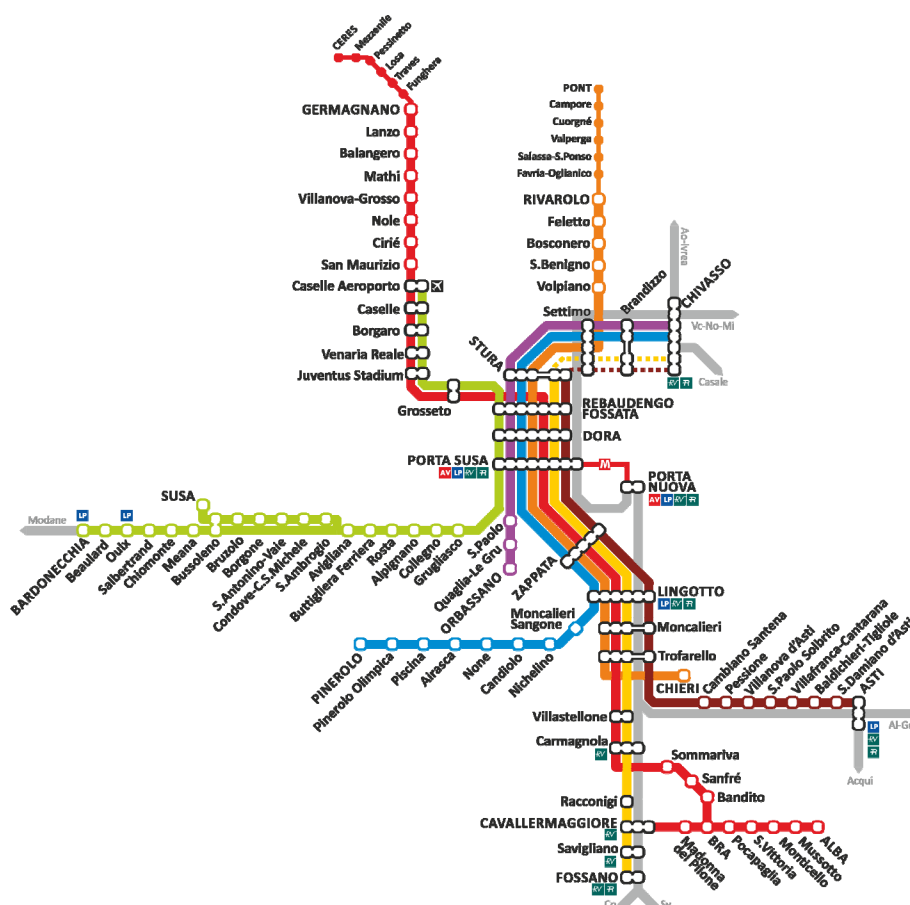 CERES
Mezzenile
Pessinetto
Losa
Traves
Funghera
GERMAGNANO
Lanzo
Balangero
Mathi
Villanova-Grosso
Nole
Cirié
San Maurizio
Caselle Aeroporto
Caselle
Borgaro
Venaria Reale
Juventus Stadium
Grosseto
PONT
Campore
Cuorgné
Valperga
Salassa-S.Ponso
Favria-Oglianico
RIVAROLO
Feletto
Bosconero
S.Benigno
Volpiano
Settimo
Brandizzo
CHIVASSO
Ao-Ivrea
Vc-No-Mi
Casale
RV R
STURA
REBAUDENGO
FOSSATA
DORA
PORTA SUSA
AV LP RV R
M
PORTA
NUOVA
AV LP RV R
SUSA
Modane
LP
LP
BARDONECCHIA
Beaulard
Oulx
Salbertrand
Chiomonte
Meana
Bussoleno
Bruzolo
Borgone
S.Antonino-Vaie
Condove-C.S.Michele
S.Ambrogio
Avigliana
Buttigliera Ferriera
Rosta
Alpignano
Collegno
Grugliasco
S.Paolo
Quaglia-Le Gru
ORBASSANO
ZAPPATA
LINGOTTO
LP RV R
Moncalieri
Sangone
Moncalieri
Trofarello
CHIERI
PINEROLO
Pinerolo Olimpica
Piscina
Airasca
None
Candiolo
Nichelino
Cambiano Santena
Pessione
Villanova d'Asti
S.Paolo Solbrito
Villafranca-Cantarana
Baldichieri-Tigliole
S.Damiano d'Asti
ASTI
LP
RV
R
Acqui
Villastellone
Carmagnola
RV
Sommariva
Sanfré
Bandito
Racconigi
CAVALLERMAGGIORE
RV
Madonna
del Pilone
BRA
Pocapaglia
S.Vittoria
Monticello
Mussotto
ALBA
Savigliano
RV
FOSSANO
RV R